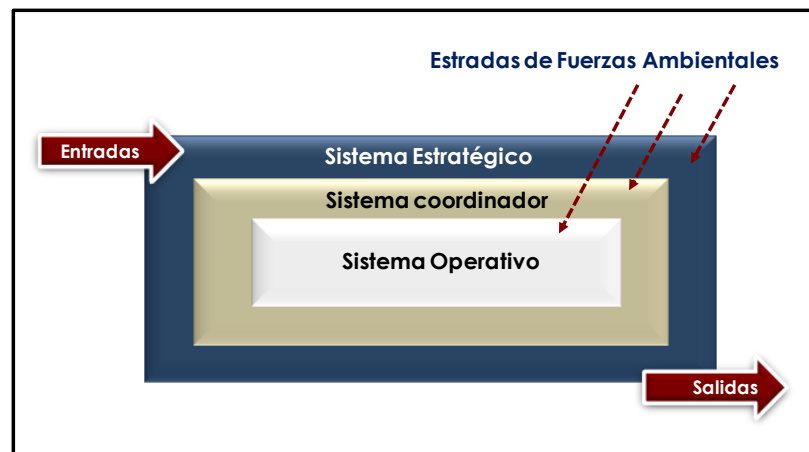 Estradas de Fuerzas Ambientales
Entradas
Sistema Estratégico
Sistema coordinador
Sistema Operativo
Salidas